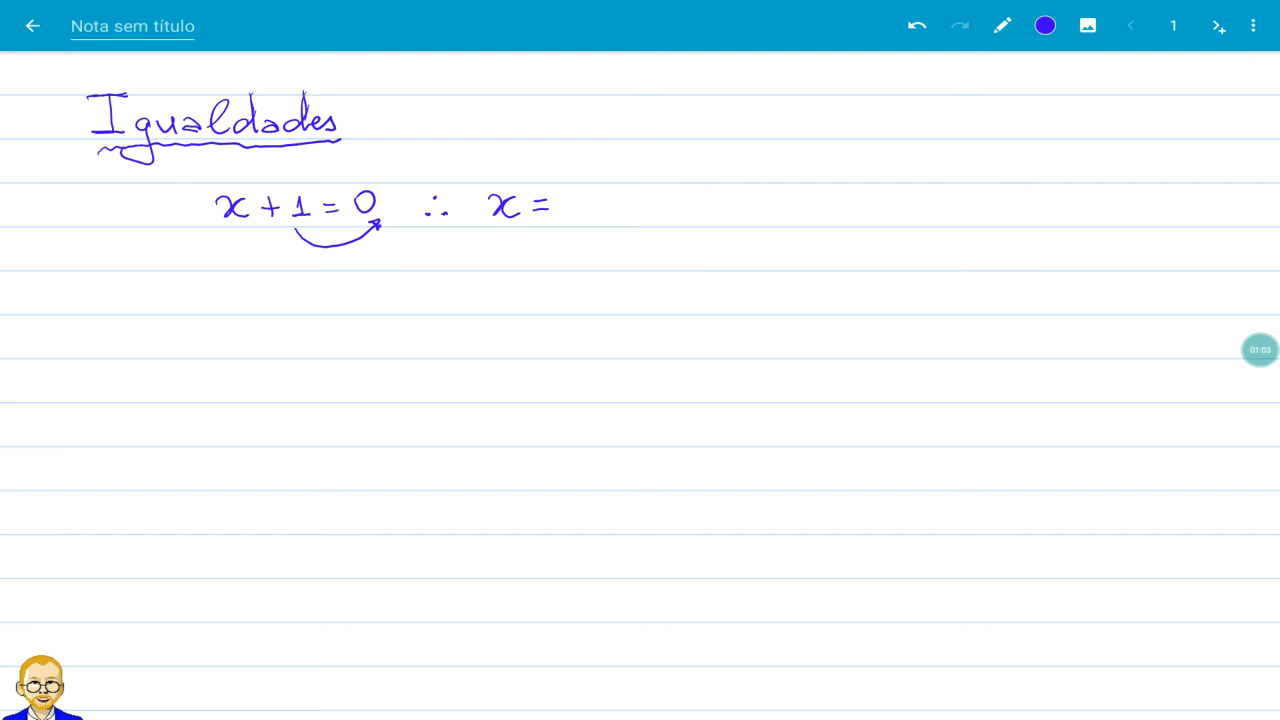 Nota sem título
1
Igualdades
x + 1 = 0 ∴ x =
01:03